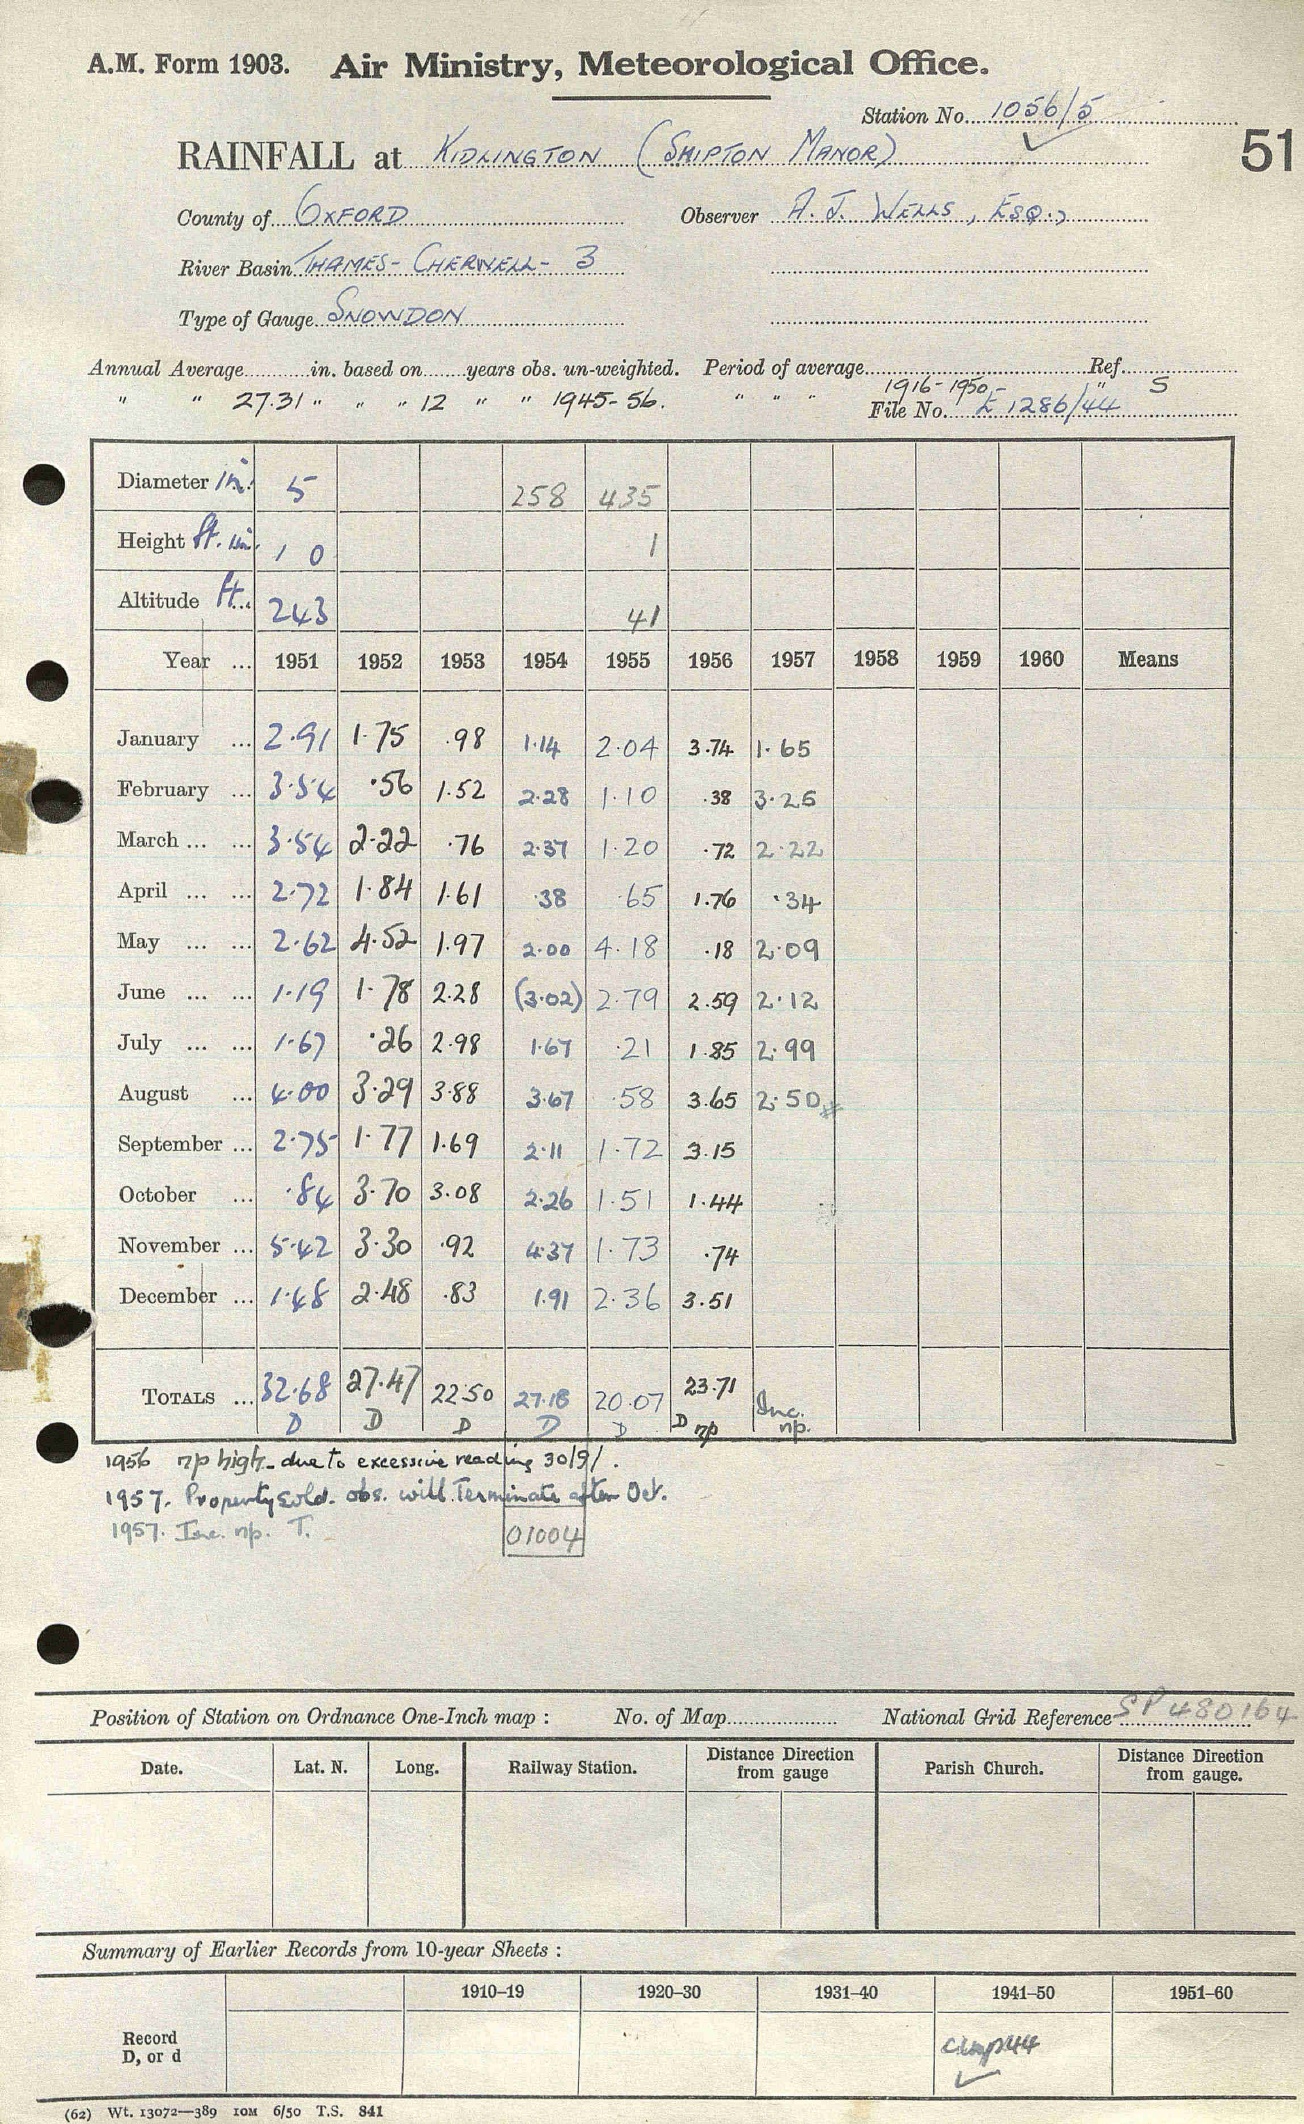 A.M. Form 1903. Air Ministry, Meteorological Office.
Station No. 1056/5
RAINFALL at KIDLINGTON (SHIPTON MANOR)
51
County of OXFORD Observer A. J. WELLS, ESQ.,
River Basin THAMES - CHERWELL - 3
Type of Gauge SNOWDON
Annual Average in. based on years obs. un-weighted. Period of average Ref.
" " 27.31 " " " 12 " " 1945-56. " " " 1916-1950 " S
File No. E 1286/44
Diameter in. 5 258 435
Height ft. in. 1 0 1
Altitude ft. 243 41
Year ... 1951 1952 1953 1954 1955 1956 1957 1958 1959 1960 Means
January ... 2.91 1.75 .98 1.14 2.04 3.74 1.65
February ... 3.54 .56 1.52 2.28 1.10 .38 3.26
March ... ... 3.54 2.22 .76 2.37 1.20 .72 2.22
April ... ... 2.72 1.84 1.61 .38 .65 1.76 .34
May ... ... 2.62 4.52 1.97 2.00 4.18 .18 2.09
June ... ... 1.19 1.78 2.28 (3.02) 2.79 2.59 2.12
July ... ... 1.67 .26 2.98 1.67 .21 1.85 2.99
August ... 4.00 3.29 3.88 3.67 .58 3.65 2.50
September ... 2.75 1.77 1.69 2.11 1.72 3.15
October ... .84 3.70 3.08 2.26 1.51 1.44
November ... 5.42 3.30 .92 4.37 1.73 .74
December ... 1.48 2.48 .83 1.91 2.36 3.51
TOTALS ... 32.68 27.47 22.50 27.18 20.07 23.71 Inc.
D D D D D D np np.
1956 np high - due to excessive reading 30/9/.
1957. Property sold. obs. will Terminate after Oct.
1957. Inc. np. T.
01004
Position of Station on Ordnance One-Inch map : No. of Map National Grid Reference SP 480164
Date. Lat. N. Long. Railway Station. Distance Direction from gauge Parish Church. Distance Direction from gauge.
Summary of Earlier Records from 10-year Sheets :
1910–19 1920–30 1931–40 1941–50 1951–60
Record
D, or d
(62) Wt. 13072—389 10M 6/50 T.S. 841